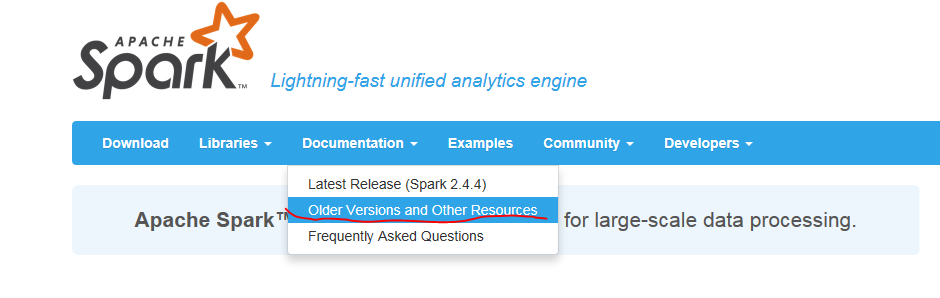 APACHE
Spark™ Lightning-fast unified analytics engine
Download Libraries Documentation Examples Community Developers
Latest Release (Spark 2.4.4)
Older Versions and Other Resources
Apache Spark™ for large-scale data processing.
Frequently Asked Questions